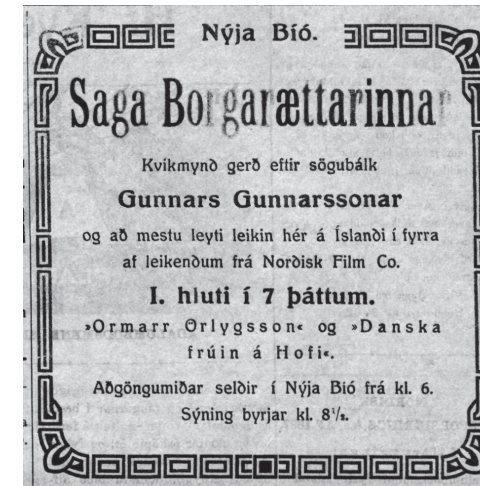 Nýja Bíó.
Saga Borgarættarinnar
Kvikmynd gerð eftir sögubálk
Gunnars Gunnarssonar
og að mestu leyti leikin hér á Íslandi í fyrra
af leikendum frá Nordisk Film Co.
I. hluti í 7 þáttum.
»Ormarr Örlygsson« og »Danska
frúin á Hofi«.
Aðgöngumiðar seldir í Nýja Bíó frá kl. 6.
Sýning byrjar kl. 8½.